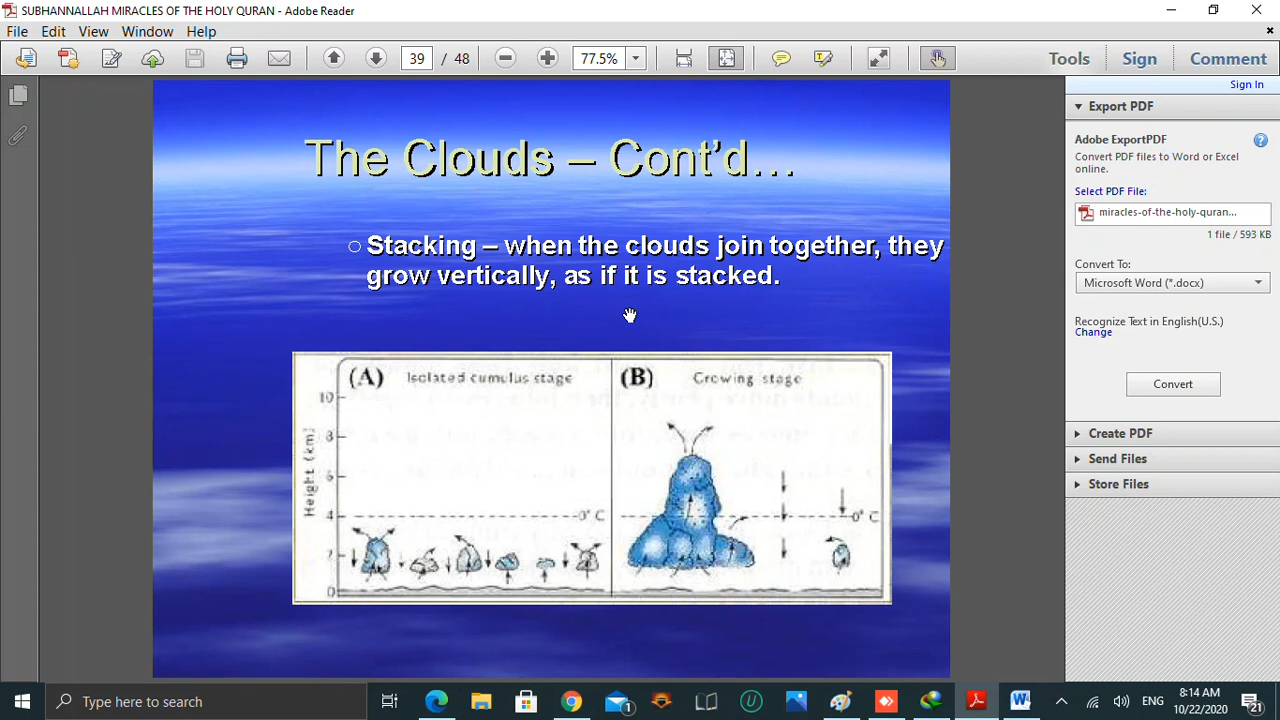 SUBHANNALLAH MIRACLES OF THE HOLY QURAN - Adobe Reader
File Edit View Window Help
39 / 48 77.5% Tools Sign Comment
Sign In
Export PDF
Adobe ExportPDF
Convert PDF files to Word or Excel
online.
Select PDF File:
miracles-of-the-holy-quran...
1 file / 593 KB
Convert To:
Microsoft Word (*.docx)
Recognize Text in English(U.S.)
Change
Convert
Create PDF
Send Files
Store Files
The Clouds – Cont’d...
Stacking – when the clouds join together, they
grow vertically, as if it is stacked.
(A) Isolated cumulus stage
(B) Growing stage
Height (km)
10
8
6
4
2
0
0° C
0° C
Type here to search
1
W
ENG
8:14 AM
10/22/2020
21